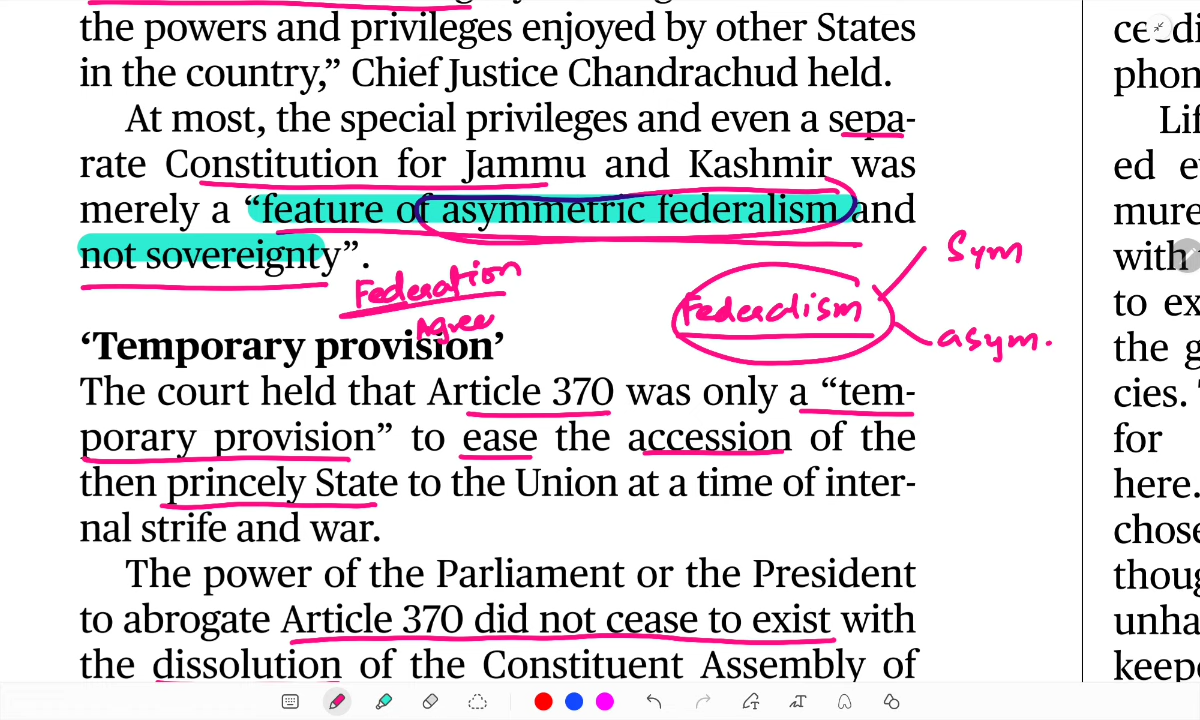 the powers and privileges enjoyed by other States
in the country,” Chief Justice Chandrachud held.
At most, the special privileges and even a sepa-
rate Constitution for Jammu and Kashmir was
merely a “feature of asymmetric federalism and
not sovereignty”.
Federation
Agree
Federalism
Sym
asym.
‘Temporary provision’
The court held that Article 370 was only a “tem-
porary provision” to ease the accession of the
then princely State to the Union at a time of inter-
nal strife and war.
The power of the Parliament or the President
to abrogate Article 370 did not cease to exist with
the dissolution of the Constituent Assembly of
phon
Lif
ed e
mure
with
to ex
the g
cies.
for
here.
chose
thoug
unha
keepe